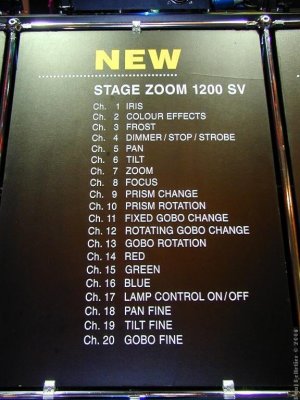 NEW
STAGE ZOOM 1200 SV
Ch. 1 IRIS
Ch. 2 COLOUR EFFECTS
Ch. 3 FROST
Ch. 4 DIMMER / STOP / STROBE
Ch. 5 PAN
Ch. 6 TILT
Ch. 7 ZOOM
Ch. 8 FOCUS
Ch. 9 PRISM CHANGE
Ch. 10 PRISM ROTATION
Ch. 11 FIXED GOBO CHANGE
Ch. 12 ROTATING GOBO CHANGE
Ch. 13 GOBO ROTATION
Ch. 14 RED
Ch. 15 GREEN
Ch. 16 BLUE
Ch. 17 LAMP CONTROL ON / OFF
Ch. 18 PAN FINE
Ch. 19 TILT FINE
Ch. 20 GOBO FINE